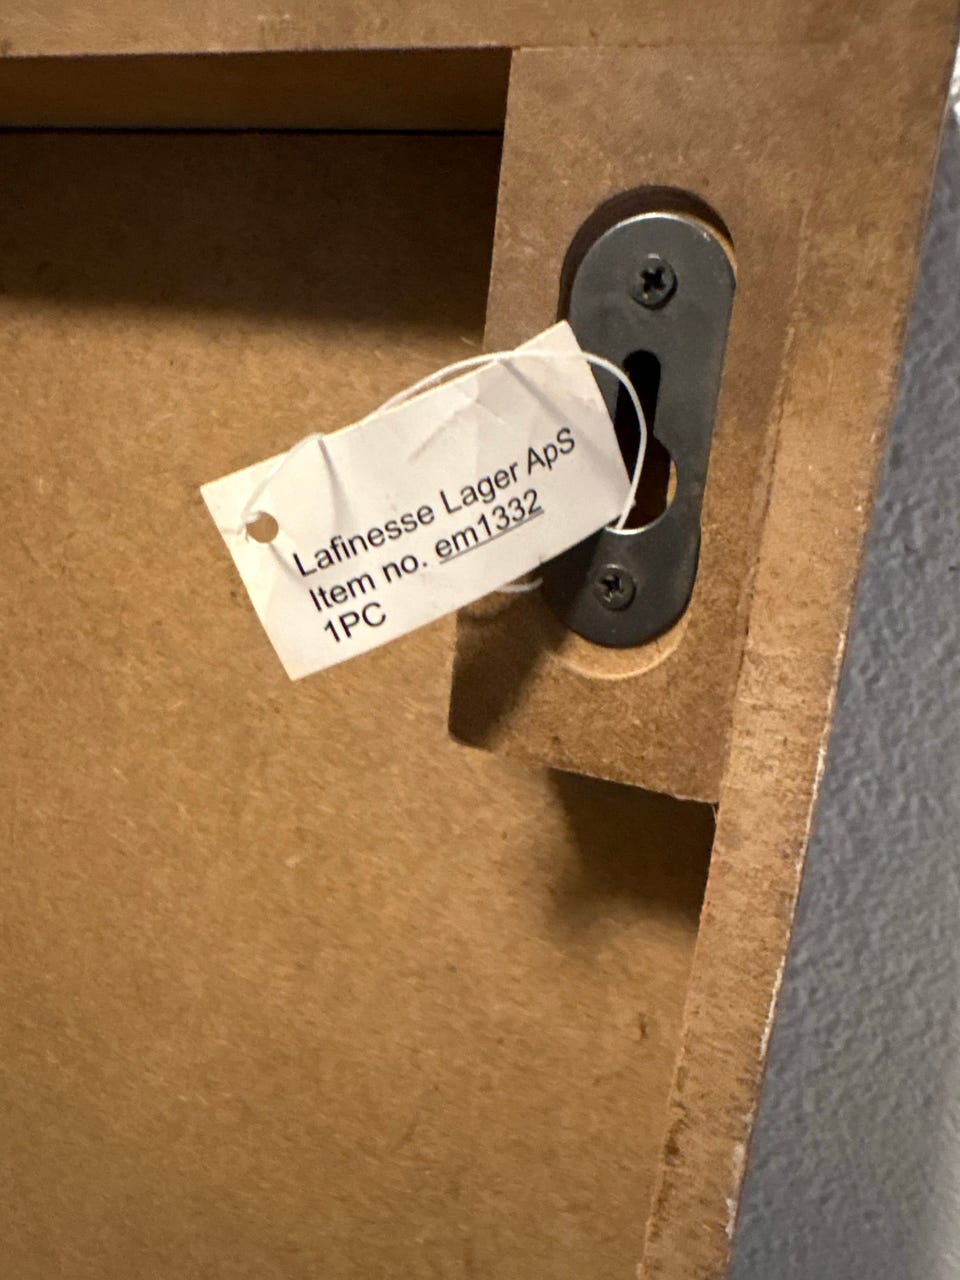 Lafinesse Lager ApS
Item no. em1332
1PC